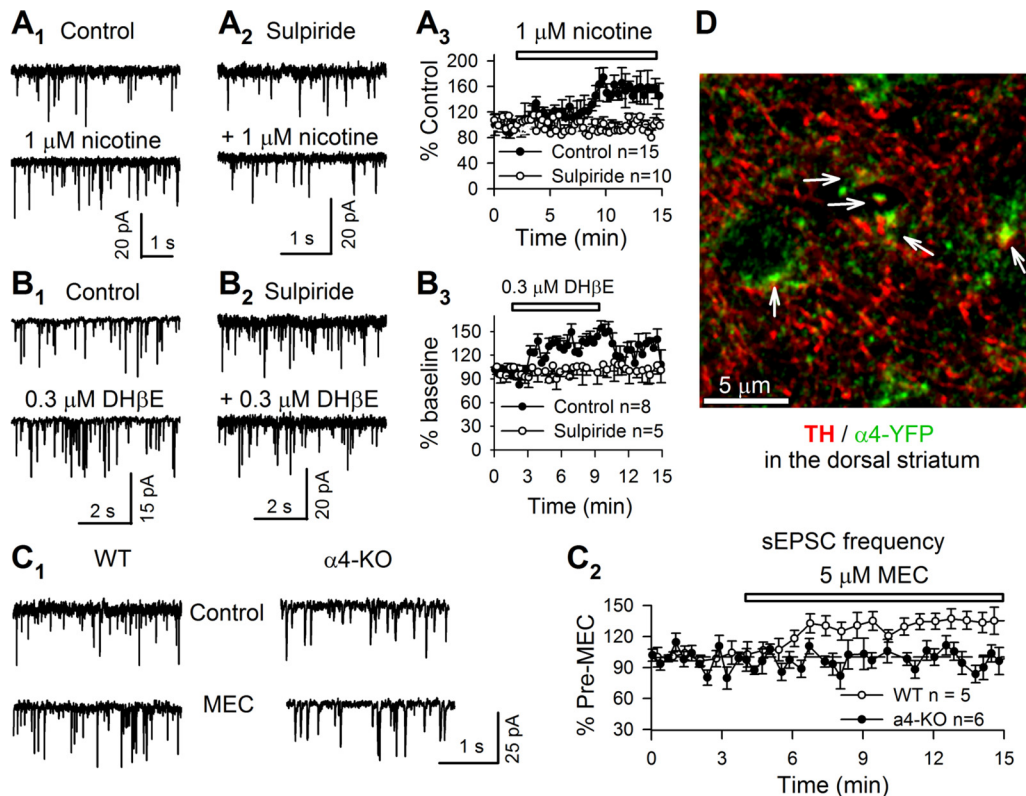 A1 Control
1 μM nicotine
20 pA
1 s
A2 Sulpiride
+ 1 μM nicotine
1 s
20 pA
A3 1 μM nicotine
% Control
200
160
120
80
40
0
Control n=15
Sulpiride n=10
0 5 10 15
Time (min)
B1 Control
0.3 μM DHβE
2 s
15 pA
B2 Sulpiride
+ 0.3 μM DHβE
2 s
20 pA
B3 0.3 μM DHβE
% baseline
150
120
90
60
30
0
Control n=8
Sulpiride n=5
0 3 6 9 12 15
Time (min)
D
5 μm
TH / α4-YFP
in the dorsal striatum
C1 WT α4-KO
Control
MEC
1 s
25 pA
C2 sEPSC frequency
5 μM MEC
% Pre-MEC
150
120
90
60
30
WT n = 5
a4-KO n=6
0 3 6 9 12 15
Time (min)